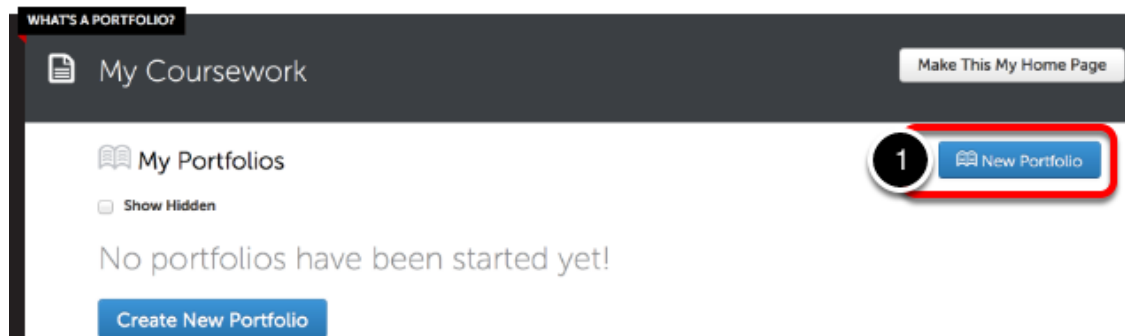 WHAT'S A PORTFOLIO?
My Coursework
Make This My Home Page
My Portfolios
1
New Portfolio
Show Hidden
No portfolios have been started yet!
Create New Portfolio